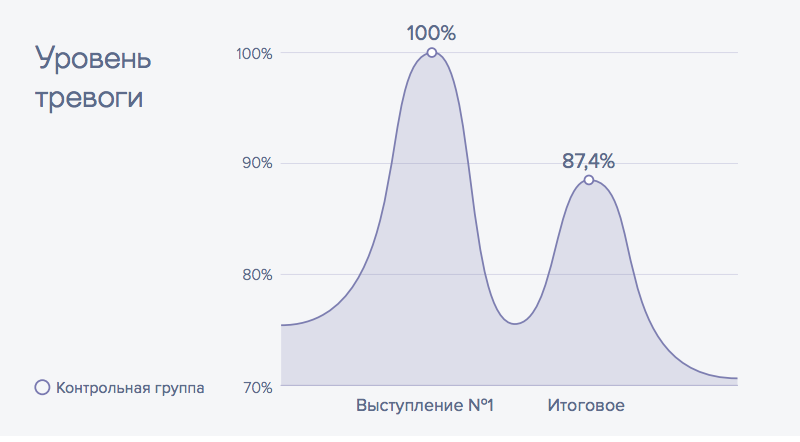 Уровень
тревоги
100%
100%
90%
87,4%
80%
70%
Контрольная группа
Выступление №1
Итоговое